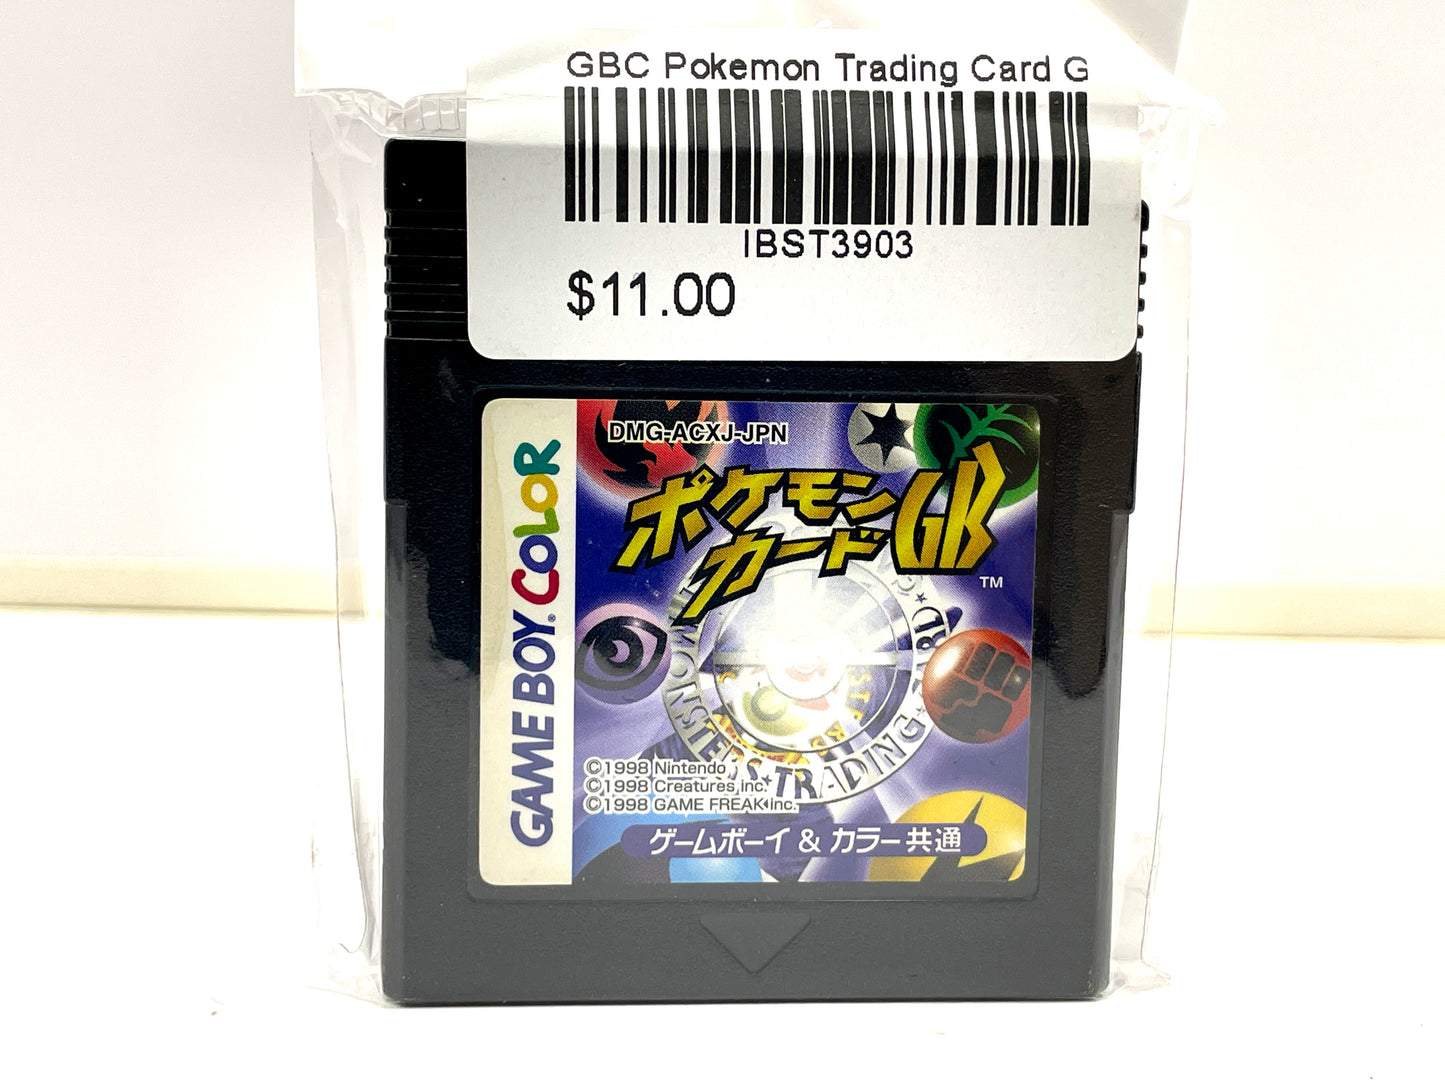 GBC Pokemon Trading Card G
IBST3903
$11.00
DMG-ACXJ-JPN
ポケモン
カードGB
TM
GAME BOY COLOR
MONSTERS★TRADING★CARD★
©1998 Nintendo
©1998 Creatures inc.
©1998 GAME FREAK inc.
ゲームボーイ & カラー共通